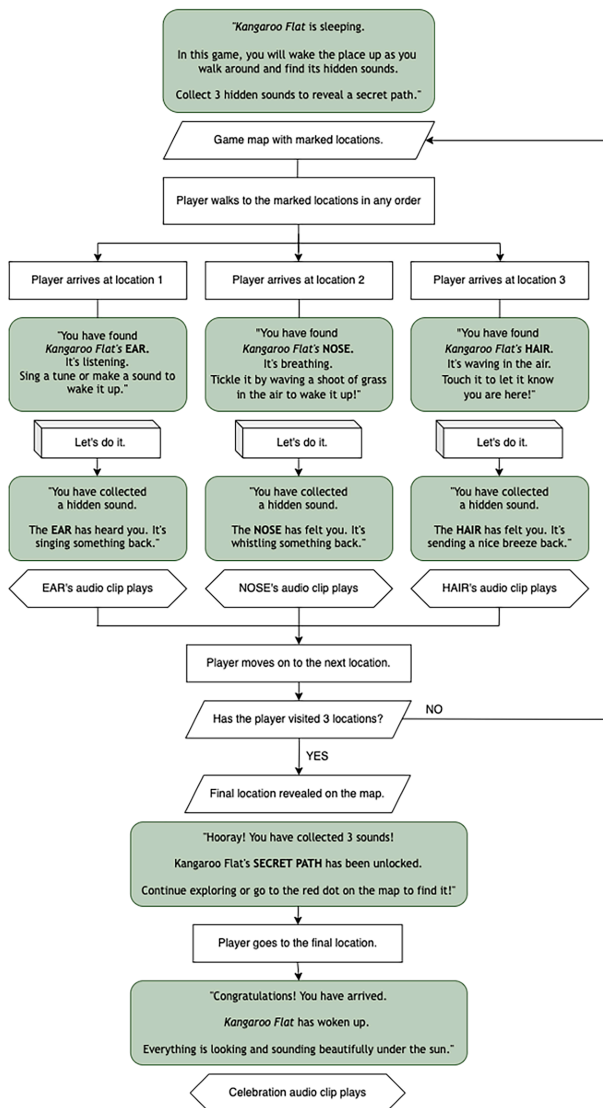 "Kangaroo Flat is sleeping.
In this game, you will wake the place up as you
walk around and find its hidden sounds.
Collect 3 hidden sounds to reveal a secret path."
Game map with marked locations.
Player walks to the marked locations in any order
Player arrives at location 1
Player arrives at location 2
Player arrives at location 3
"You have found
Kangaroo Flat's EAR.
It's listening.
Sing a tune or make a sound to
wake it up."
"You have found
Kangaroo Flat's NOSE.
It's breathing.
Tickle it by waving a shoot of grass
in the air to wake it up!"
"You have found
Kangaroo Flat's HAIR.
It's waving in the air.
Touch it to let it know
you are here!"
Let's do it.
Let's do it.
Let's do it.
"You have collected
a hidden sound.
The EAR has heard you. It's
singing something back."
"You have collected
a hidden sound.
The NOSE has felt you. It's
whistling something back."
"You have collected
a hidden sound.
The HAIR has felt you. It's
sending a nice breeze back."
EAR's audio clip plays
NOSE's audio clip plays
HAIR's audio clip plays
Player moves on to the next location.
Has the player visited 3 locations?
NO
YES
Final location revealed on the map.
"Hooray! You have collected 3 sounds!
Kangaroo Flat's SECRET PATH has been unlocked.
Continue exploring or go to the red dot on the map to find it!"
Player goes to the final location.
"Congratulations! You have arrived.
Kangaroo Flat has woken up.
Everything is looking and sounding beautifully under the sun."
Celebration audio clip plays